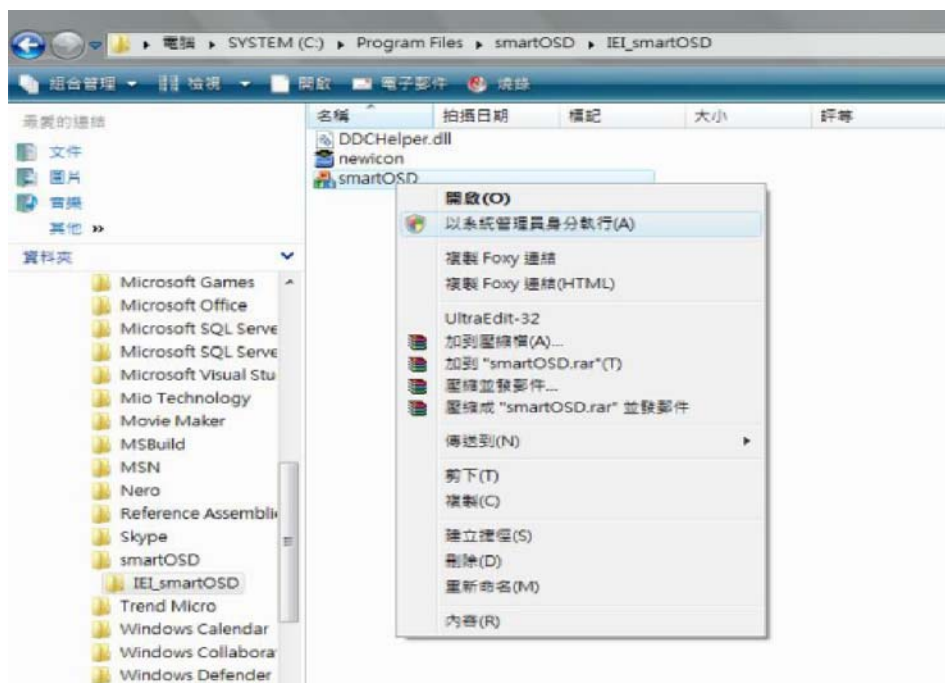 電腦 ▸ SYSTEM (C:) ▸ Program Files ▸ smartOSD ▸ IEI_smartOSD
組合管理 檢視 開啟 電子郵件 燒錄
我的最愛連結
文件
圖片
音樂
其他 »
資料夾
Microsoft Games
Microsoft Office
Microsoft SQL Serve
Microsoft SQL Serve
Microsoft Visual Stu
Mio Technology
Movie Maker
MSBuild
MSN
Nero
Reference Assembli
Skype
smartOSD
IEI_smartOSD
Trend Micro
Windows Calendar
Windows Collabora
Windows Defender
名稱 拍攝日期 標記 大小 評等
DDCHelper.dll
newicon
smartOSD
開啟(O)
以系統管理員身分執行(A)
複製 Foxy 連結
複製 Foxy 連結(HTML)
UltraEdit-32
加到壓縮檔(A)...
加到 "smartOSD.rar"(T)
壓縮並發郵件...
壓縮成 "smartOSD.rar" 並發郵件
傳送到(N)
剪下(T)
複製(C)
建立捷徑(S)
刪除(D)
重新命名(M)
內容(R)